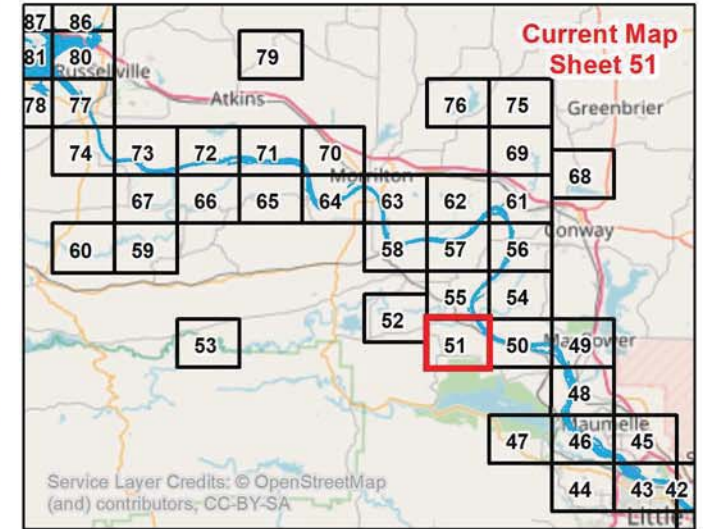 87 86
Current Map
Sheet 51
81 80 79
Russellville
78 77 Atkins 76 75 Greenbrier
74 73 72 71 70 69 68
Morrilton
67 66 65 64 63 62 61
Conway
60 59 58 57 56
55 54
52
53 51 50 49
48
Maumelle
47 46 45
Service Layer Credits: © OpenStreetMap
(and) contributors, CC-BY-SA
44 43 42
Little